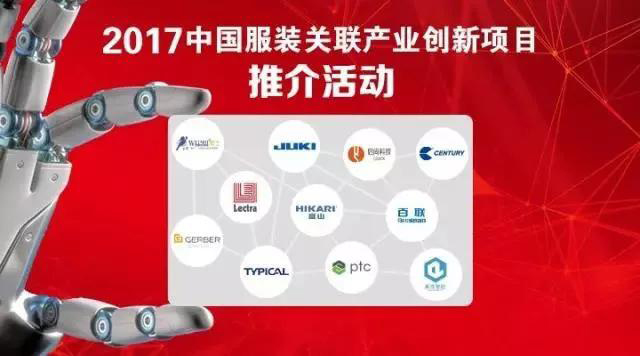 2017中国服装关联产业创新项目
推介活动
JUKI
CENTURY
Lectra
HIKARI
富山
百联
GERBER
TYPICAL
ptc